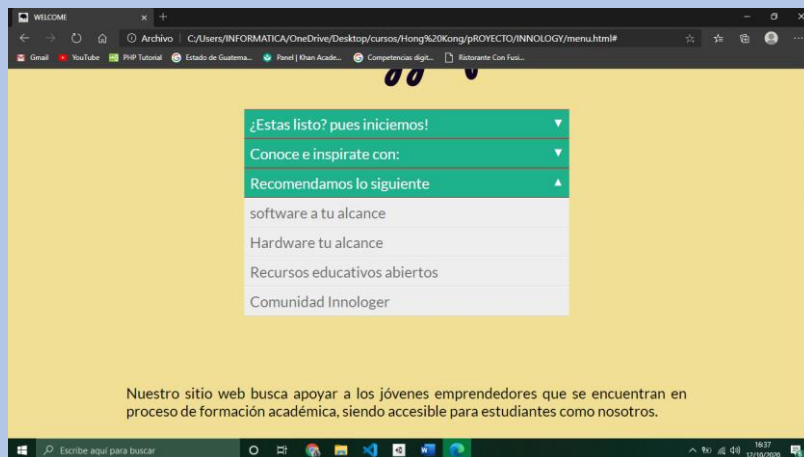 WELCOME
Archivo C:/Users/INFORMATICA/OneDrive/Desktop/cursos/Hong%20Kong/pROYECTO/INNOLOGY/menu.html#
Gmail YouTube PHP Tutorial Estado de Guatema... Panel | Khan Acade... Competencias digit... Ristorante Con Fusi...
¿Estas listo? pues iniciemos!
Conoce e inspirate con:
Recomendamos lo siguiente
software a tu alcance
Hardware tu alcance
Recursos educativos abiertos
Comunidad Innologer
Nuestro sitio web busca apoyar a los jóvenes emprendedores que se encuentran en
proceso de formación académica, siendo accesible para estudiantes como nosotros.
Escribe aquí para buscar
16:37
12/10/2020